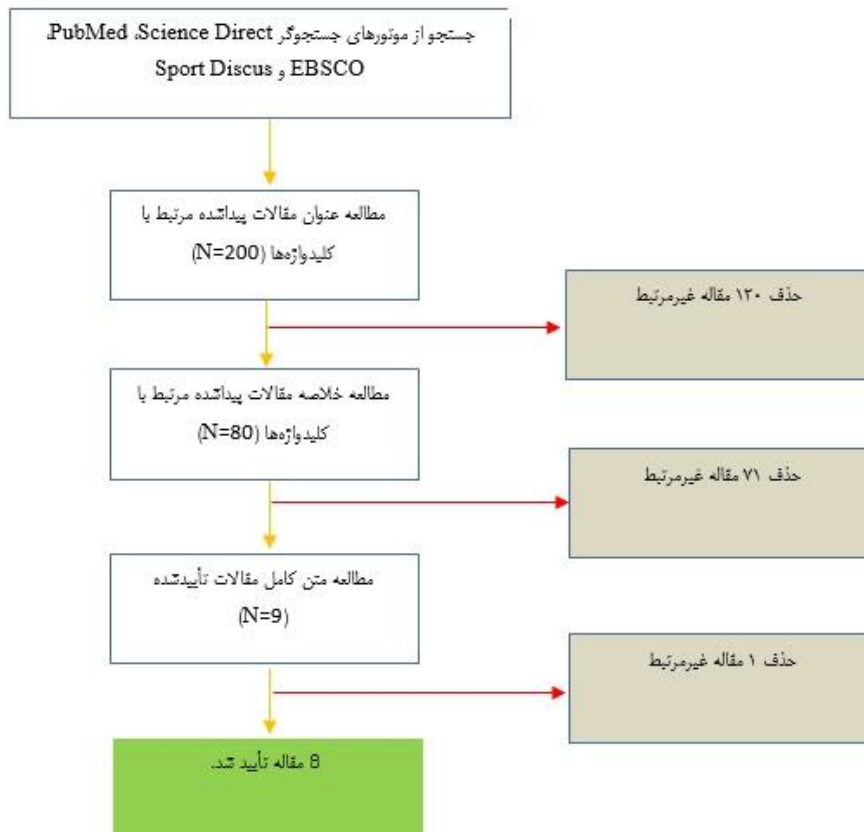 جستجو از موتورهای جستجوگر PubMed ،Science Direct،
EBSCO و Sport Discus
مطالعه عنوان مقالات پیداشده مرتبط با
کلیدواژه‌ها (N=200)
حذف ۱۲۰ مقاله غیرمرتبط
مطالعه خلاصه مقالات پیداشده مرتبط با
کلیدواژه‌ها (N=80)
حذف ۷۱ مقاله غیرمرتبط
مطالعه متن کامل مقالات تأییدشده
(N=9)
حذف ۱ مقاله غیرمرتبط
8 مقاله تأیید شد.